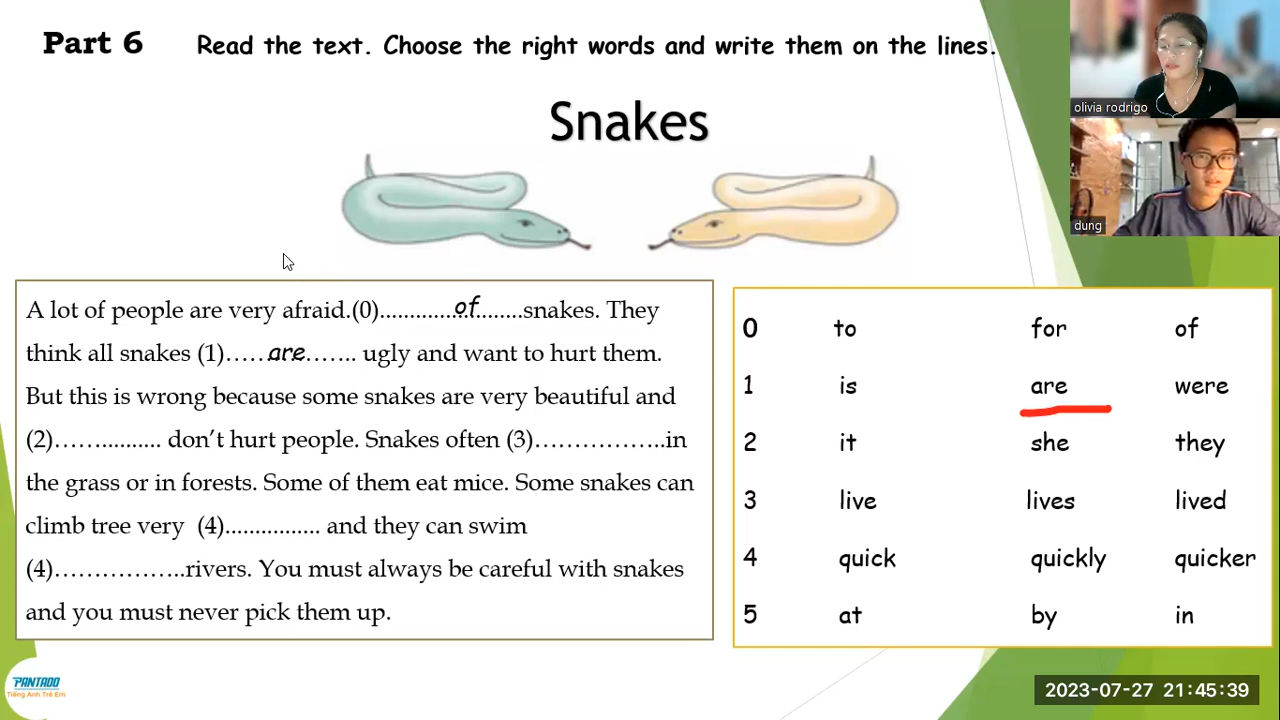 Part 6 Read the text. Choose the right words and write them on the lines.
Snakes
A lot of people are very afraid.(0)............of........snakes. They
think all snakes (1)…..are……. ugly and want to hurt them.
But this is wrong because some snakes are very beautiful and
(2)…….......... don’t hurt people. Snakes often (3)……………..in
the grass or in forests. Some of them eat mice. Some snakes can
climb tree very (4)................ and they can swim
(4)……………..rivers. You must always be careful with snakes
and you must never pick them up.
0 to for of
1 is are were
2 it she they
3 live lives lived
4 quick quickly quicker
5 at by in
olivia rodrigo
dung
PANTADO
Tiếng Anh Trẻ Em
2023-07-27 21:45:39